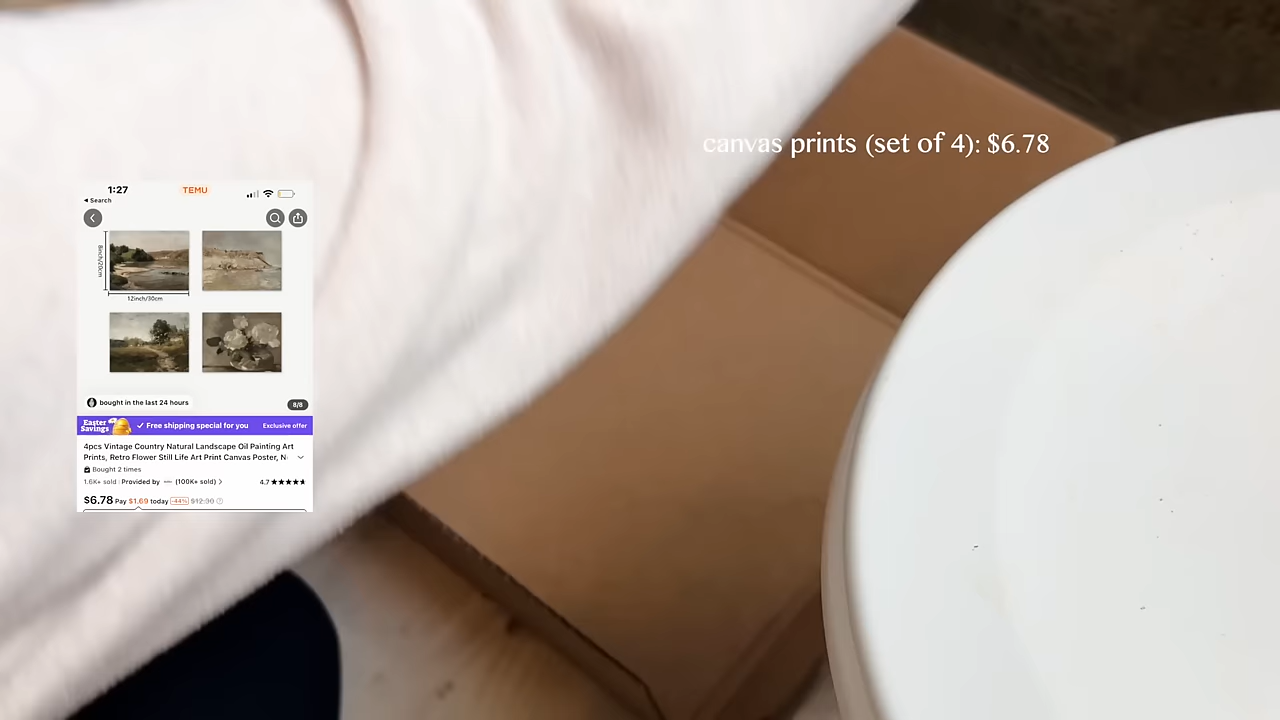 canvas prints (set of 4): $6.78
1:27
TEMU
Search
8inch/20cm
12inch/30cm
bought in the last 24 hours
8/8
Easter Savings
✓ Free shipping special for you
Exclusive offer
4pcs Vintage Country Natural Landscape Oil Painting Art
Prints, Retro Flower Still Life Art Print Canvas Poster, N
Bought 2 times
1.6K+ sold
Provided by
(100K+ sold) >
4.7 ★★★★★
$6.78 Pay $1.69 today -44% $12.30